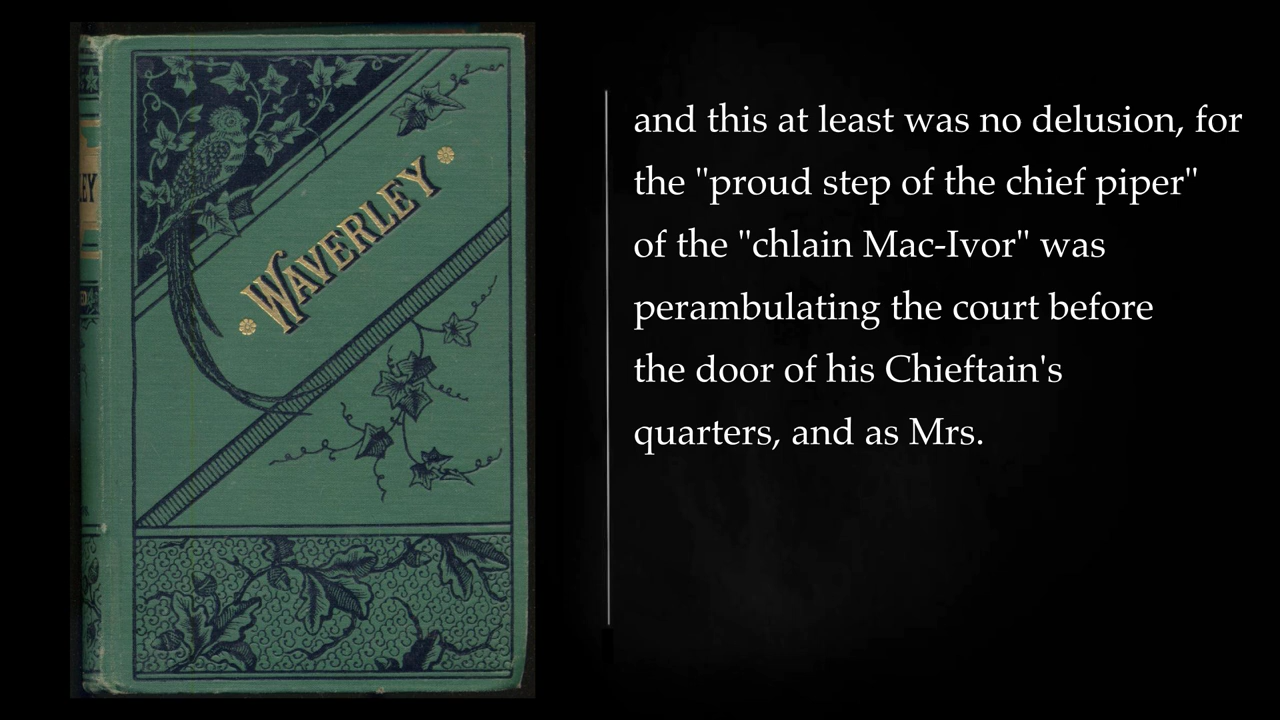 WAVERLEY
and this at least was no delusion, for
the "proud step of the chief piper"
of the "chlain Mac-Ivor" was
perambulating the court before
the door of his Chieftain's
quarters, and as Mrs.